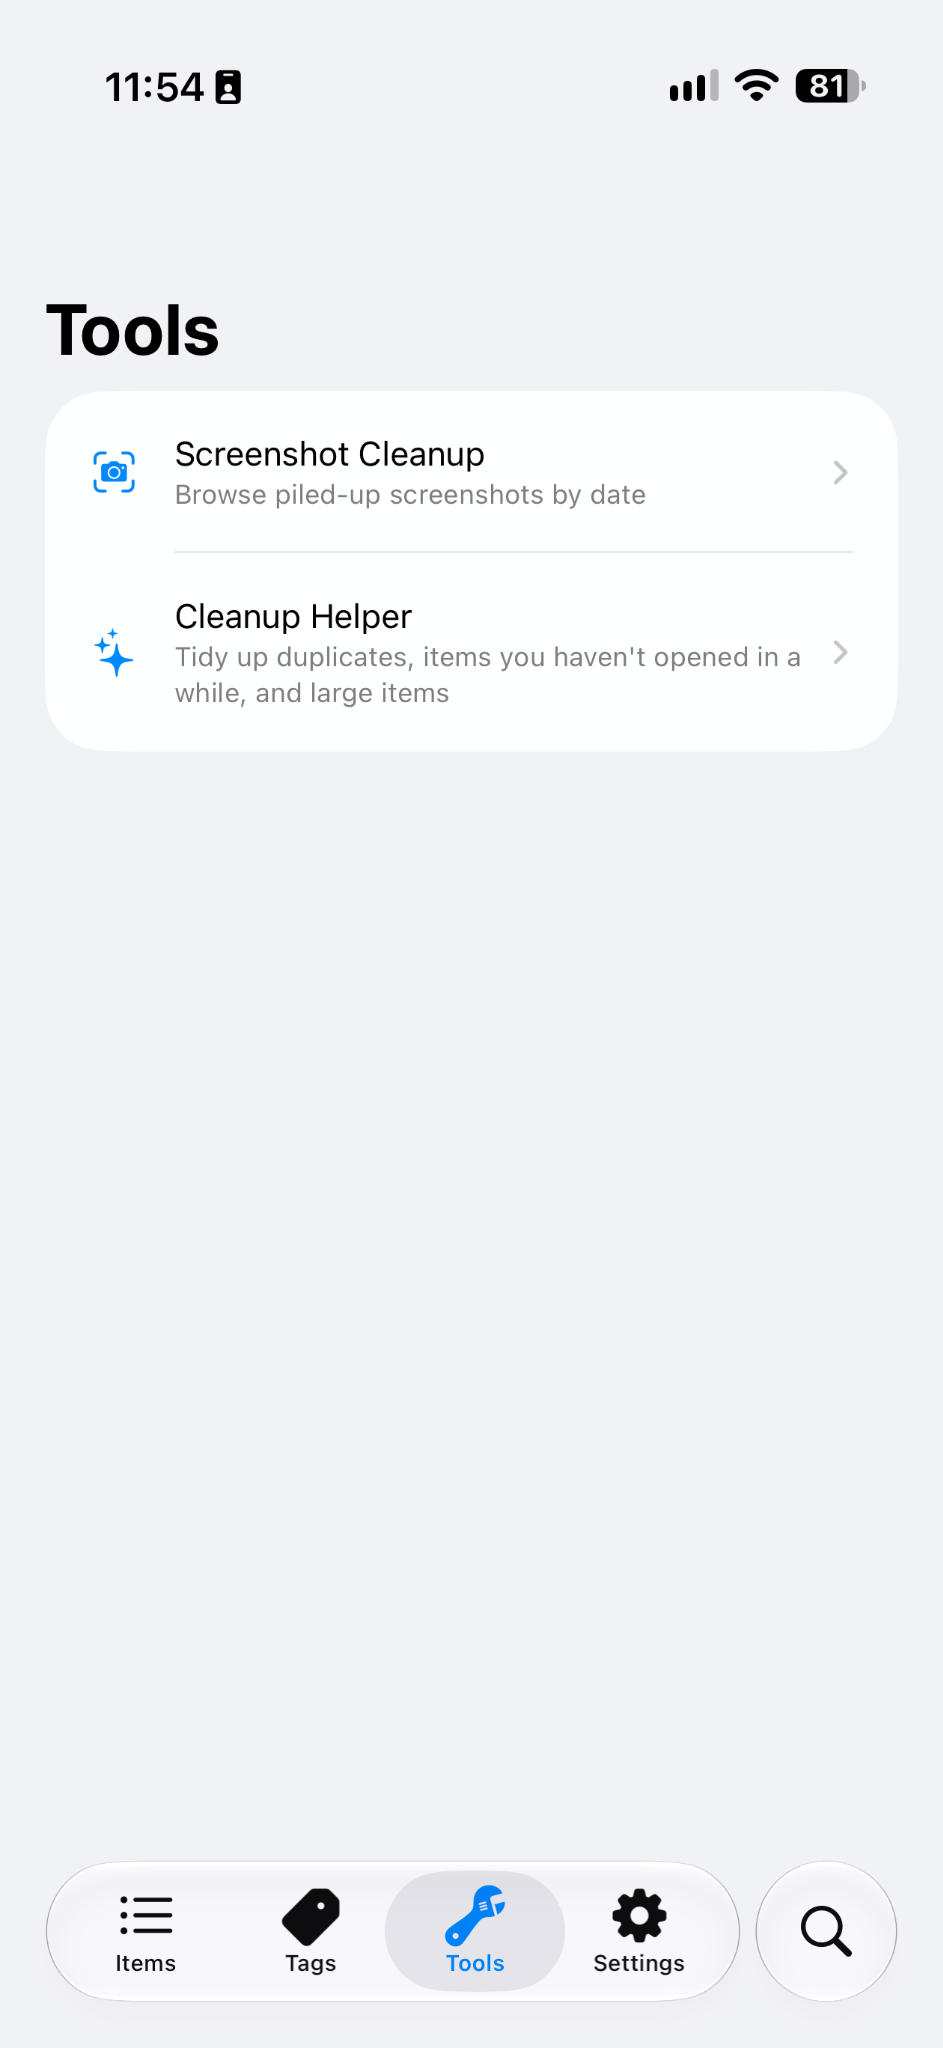 11:54
81
Tools
Screenshot Cleanup
Browse piled-up screenshots by date
Cleanup Helper
Tidy up duplicates, items you haven't opened in a
while, and large items
Items
Tags
Tools
Settings